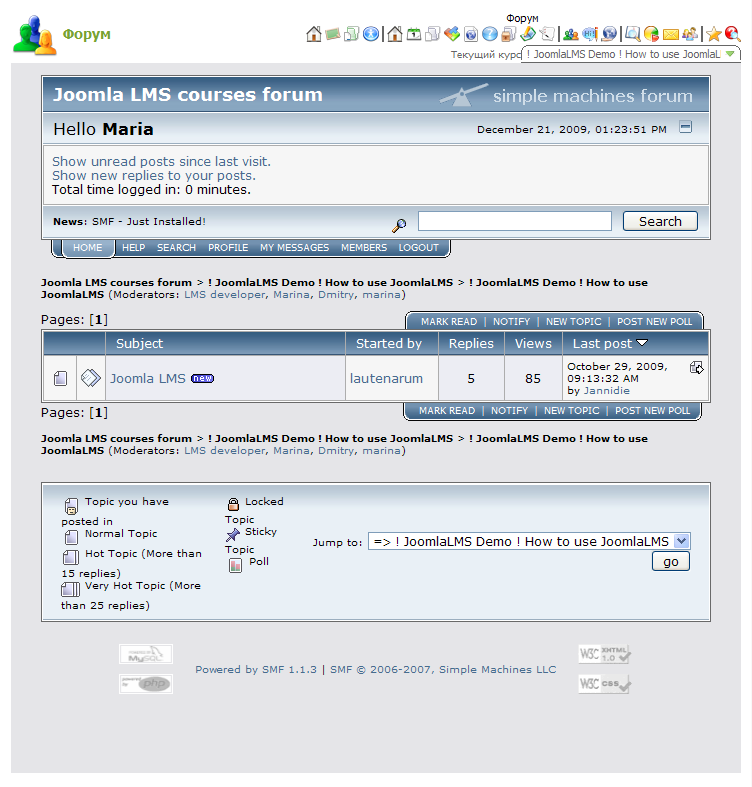 Форум
Форум
Текущий курс ! JoomlaLMS Demo ! How to use JoomlaL
Joomla LMS courses forum
simple machines forum
Hello Maria
December 21, 2009, 01:23:51 PM
Show unread posts since last visit.
Show new replies to your posts.
Total time logged in: 0 minutes.
News: SMF - Just Installed!
Search
HOME HELP SEARCH PROFILE MY MESSAGES MEMBERS LOGOUT
Joomla LMS courses forum > ! JoomlaLMS Demo ! How to use JoomlaLMS > ! JoomlaLMS Demo ! How to use
JoomlaLMS (Moderators: LMS developer, Marina, Dmitry, marina)
Pages: [1]
MARK READ | NOTIFY | NEW TOPIC | POST NEW POLL
Subject Started by Replies Views Last post
Joomla LMS new lautenarum 5 85
October 29, 2009,
09:13:32 AM
by Jannidie
Pages: [1]
MARK READ | NOTIFY | NEW TOPIC | POST NEW POLL
Joomla LMS courses forum > ! JoomlaLMS Demo ! How to use JoomlaLMS > ! JoomlaLMS Demo ! How to use
JoomlaLMS (Moderators: LMS developer, Marina, Dmitry, marina)
Topic you have
posted in
Normal Topic
Hot Topic (More than
15 replies)
Very Hot Topic (More
than 25 replies)
Locked
Topic
Sticky
Topic
Poll
Jump to: => ! JoomlaLMS Demo ! How to use JoomlaLMS
go
MySQL
powered by php
Powered by SMF 1.1.3 | SMF © 2006-2007, Simple Machines LLC
W3C XHTML 1.0
W3C css